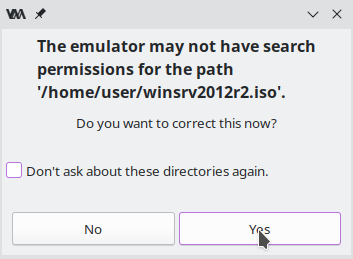 The emulator may not have search
permissions for the path
'/home/user/winsrv2012r2.iso'.
Do you want to correct this now?
Don't ask about these directories again.
No
Yes